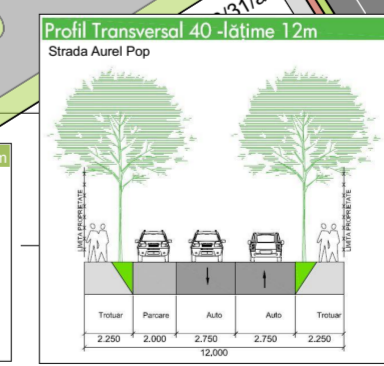 /31/a
m
Profil Transversal 40 -lățime 12m
Strada Aurel Pop
LIMITA PROPRIETATE
LIMITA PROPRIETATE
Trotuar Parcare Auto Auto Trotuar
2.250 2.000 2.750 2.750 2.250
12,000